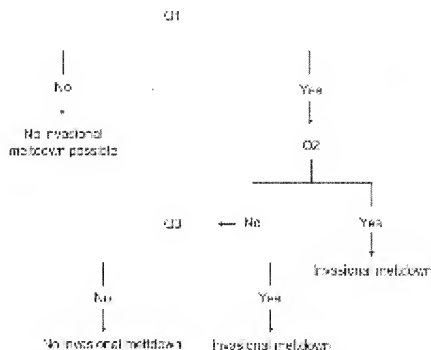 Q1
No
Yes
No invasional
meltdown possible
Q2
Q3
No
Yes
Invasional meltdown
No
Yes
No invasional meltdown
Invasional meltdown